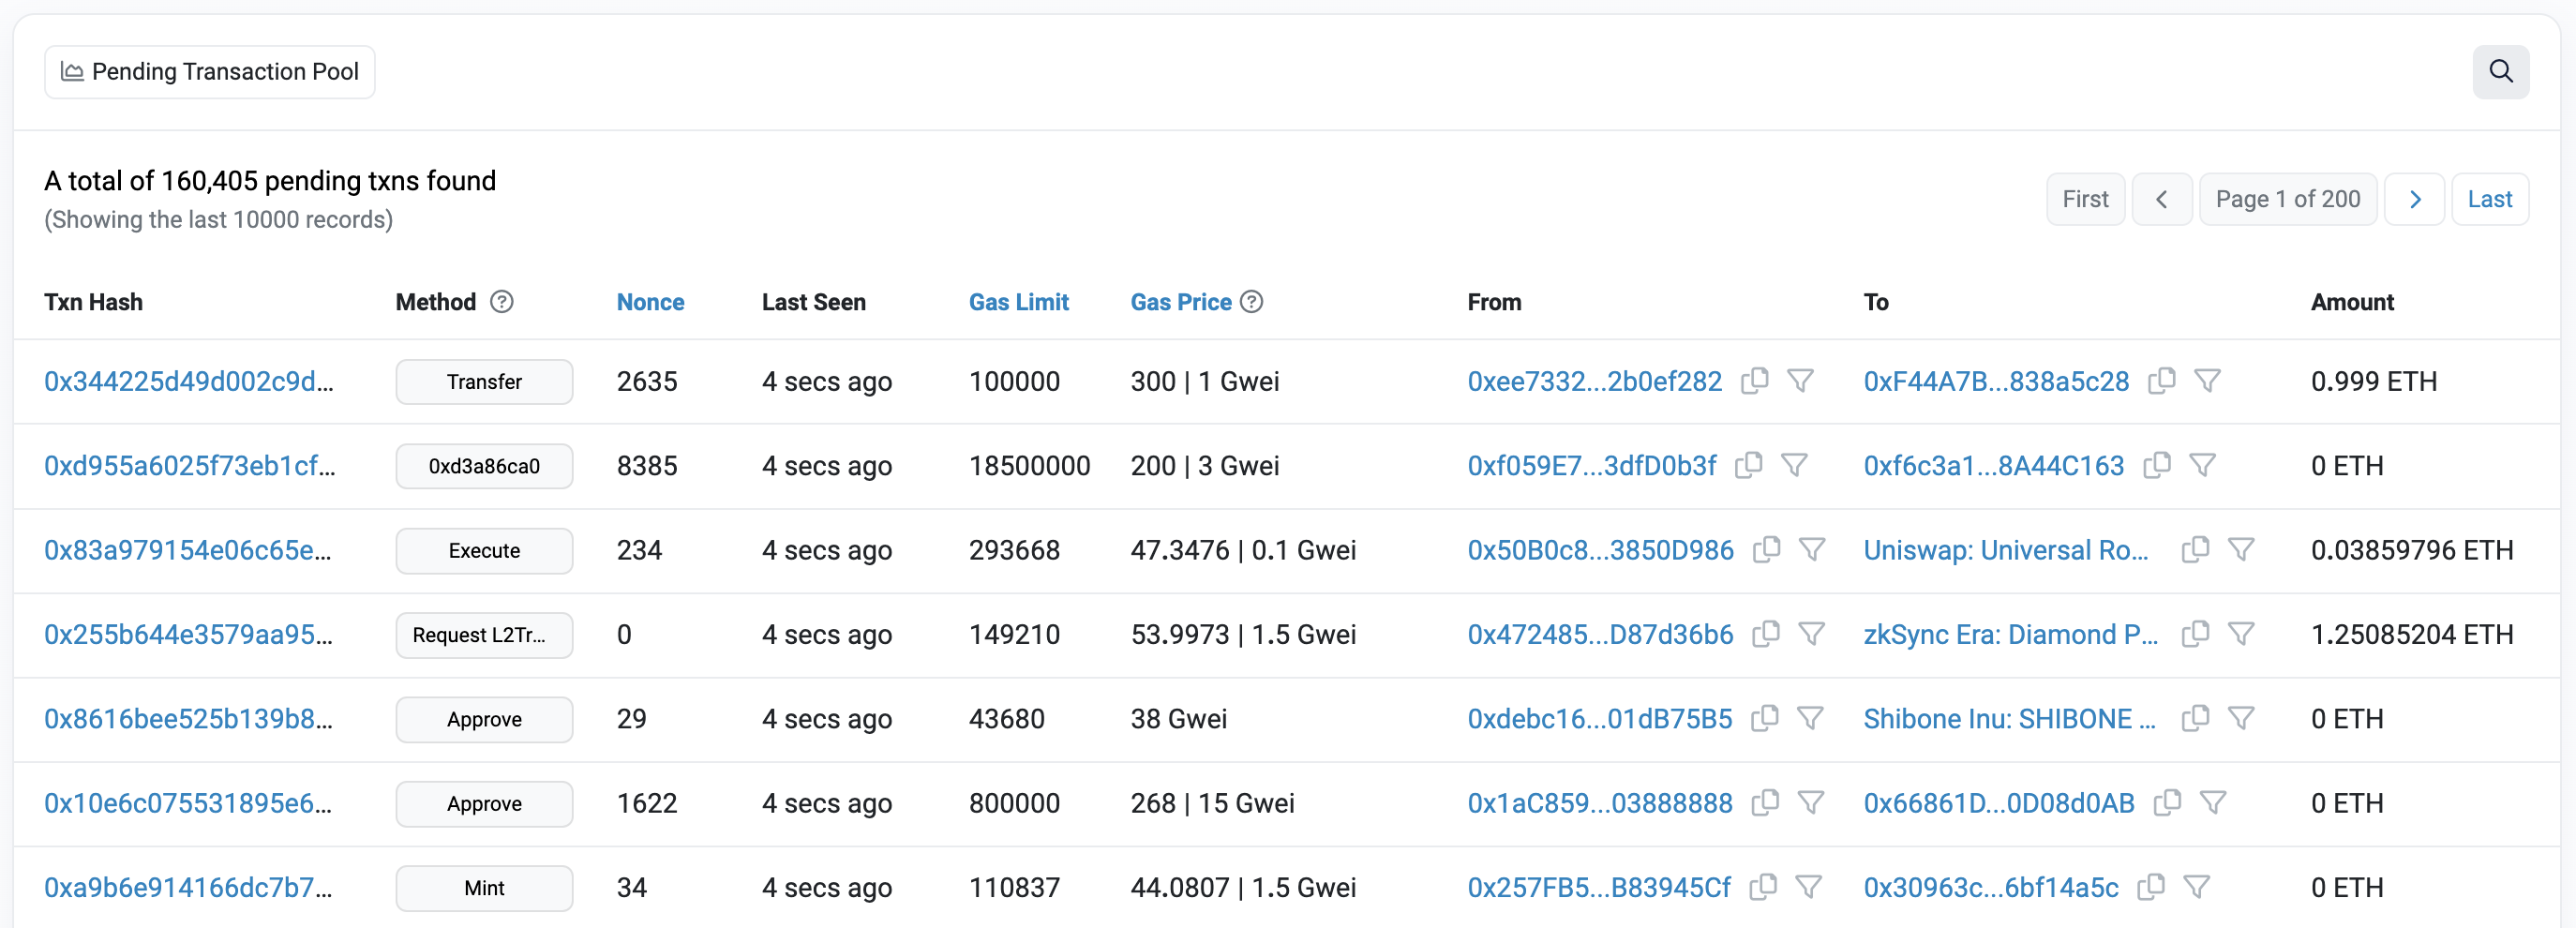 Pending Transaction Pool
A total of 160,405 pending txns found
(Showing the last 10000 records)
First Page 1 of 200 Last
Txn Hash Method Nonce Last Seen Gas Limit Gas Price From To Amount
0x344225d49d002c9d... Transfer 2635 4 secs ago 100000 300 | 1 Gwei 0xee7332...2b0ef282 0xF44A7B...838a5c28 0.999 ETH
0xd955a6025f73eb1cf... 0xd3a86ca0 8385 4 secs ago 18500000 200 | 3 Gwei 0xf059E7...3dfD0b3f 0xf6c3a1...8A44C163 0 ETH
0x83a979154e06c65e... Execute 234 4 secs ago 293668 47.3476 | 0.1 Gwei 0x50B0c8...3850D986 Uniswap: Universal Ro... 0.03859796 ETH
0x255b644e3579aa95... Request L2Tr... 0 4 secs ago 149210 53.9973 | 1.5 Gwei 0x472485...D87d36b6 zkSync Era: Diamond P... 1.25085204 ETH
0x8616bee525b139b8... Approve 29 4 secs ago 43680 38 Gwei 0xdebc16...01dB75B5 Shibone Inu: SHIBONE ... 0 ETH
0x10e6c075531895e6... Approve 1622 4 secs ago 800000 268 | 15 Gwei 0x1aC859...03888888 0x66861D...0D08d0AB 0 ETH
0xa9b6e914166dc7b7... Mint 34 4 secs ago 110837 44.0807 | 1.5 Gwei 0x257FB5...B83945Cf 0x30963c...6bf14a5c 0 ETH